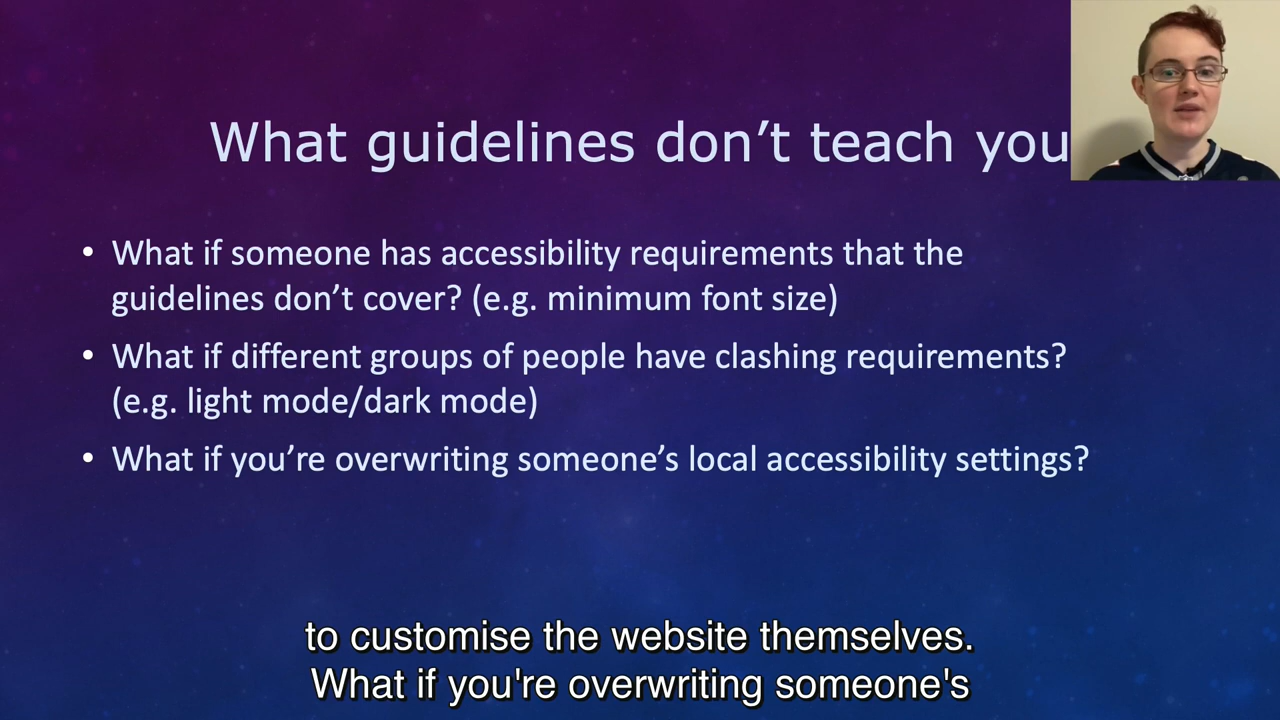 What guidelines don't teach you
• What if someone has accessibility requirements that the
guidelines don't cover? (e.g. minimum font size)
• What if different groups of people have clashing requirements?
(e.g. light mode/dark mode)
• What if you're overwriting someone's local accessibility settings?
to customise the website themselves.
What if you're overwriting someone's